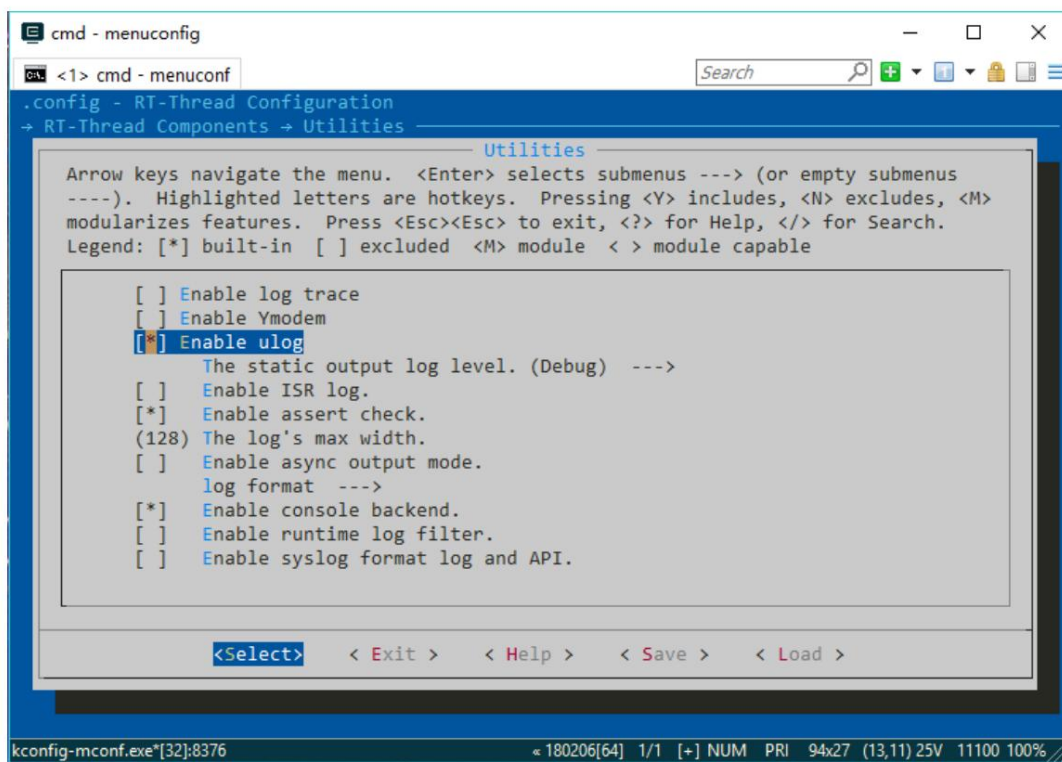 cmd - menuconfig
<1> cmd - menuconf
Search
.config - RT-Thread Configuration
→ RT-Thread Components → Utilities
Utilities
Arrow keys navigate the menu.  <Enter> selects submenus ---> (or empty submenus
----).  Highlighted letters are hotkeys.  Pressing <Y> includes, <N> excludes, <M>
modularizes features.  Press <Esc><Esc> to exit, <?> for Help, </> for Search.
Legend: [*] built-in  [ ] excluded  <M> module  < > module capable
[ ] Enable log trace
[ ] Enable Ymodem
[*] Enable ulog
The static output log level. (Debug)  --->
[ ]   Enable ISR log.
[*]   Enable assert check.
(128) The log's max width.
[ ]   Enable async output mode.
log format  --->
[*]   Enable console backend.
[ ]   Enable runtime log filter.
[ ]   Enable syslog format log and API.
<Select>    < Exit >    < Help >    < Save >    < Load >
kconfig-mconf.exe*[32]:8376 « 180206[64] 1/1 [+] NUM PRI 94x27 (13,11) 25V 11100 100%